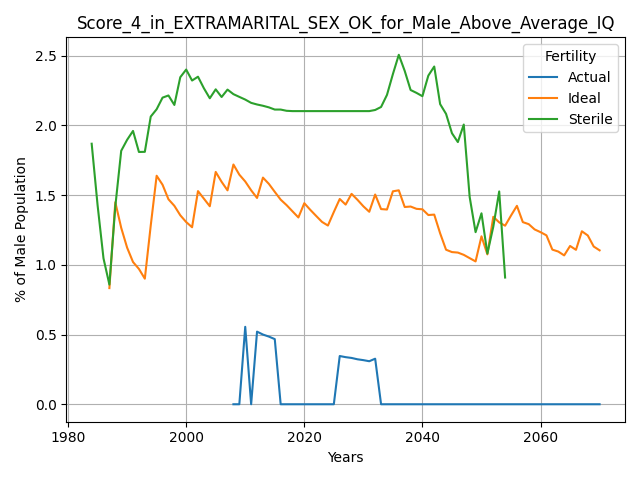 Score_4_in_EXTRAMARITAL_SEX_OK_for_Male_Above_Average_IQ
Fertility
Actual
Ideal
Sterile
% of Male Population
2.5
2.0
1.5
1.0
0.5
0.0
1980 2000 2020 2040 2060
Years